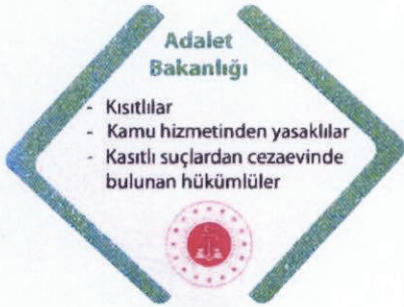 Adalet
Bakanlığı
- Kısıtlılar
- Kamu hizmetinden yasaklılar
- Kasıtlı suçlardan cezaevinde
bulunan hükümlüler